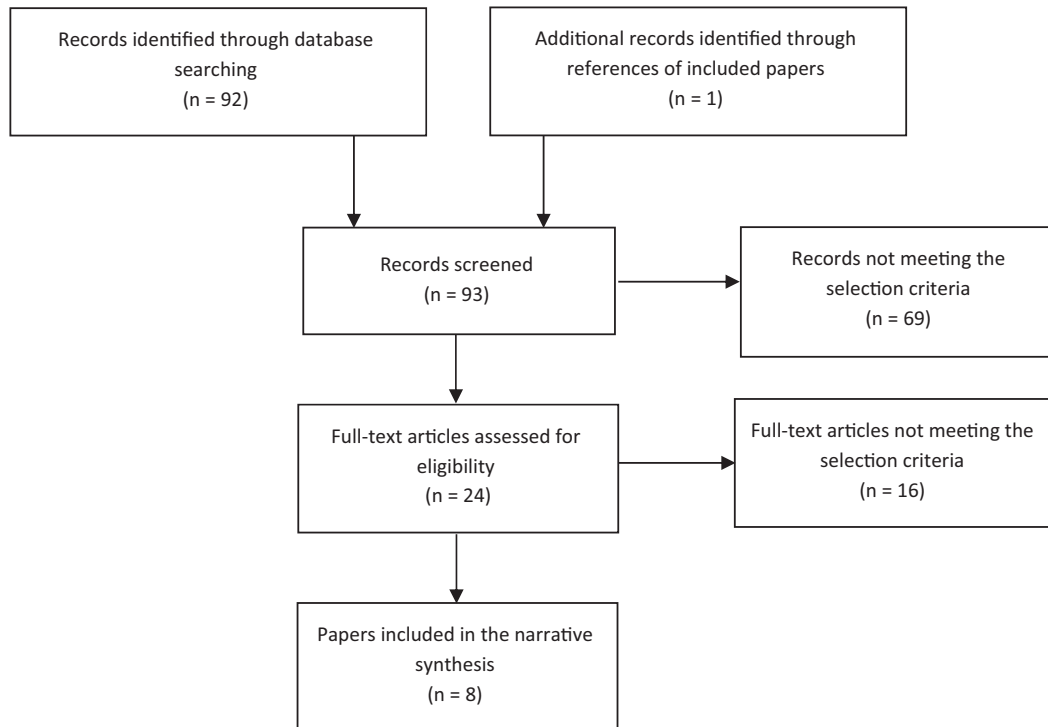 Records identified through database
searching
(n = 92)
Additional records identified through
references of included papers
(n = 1)
Records screened
(n = 93)
Records not meeting the
selection criteria
(n = 69)
Full-text articles assessed for
eligibility
(n = 24)
Full-text articles not meeting the
selection criteria
(n = 16)
Papers included in the narrative
synthesis
(n = 8)